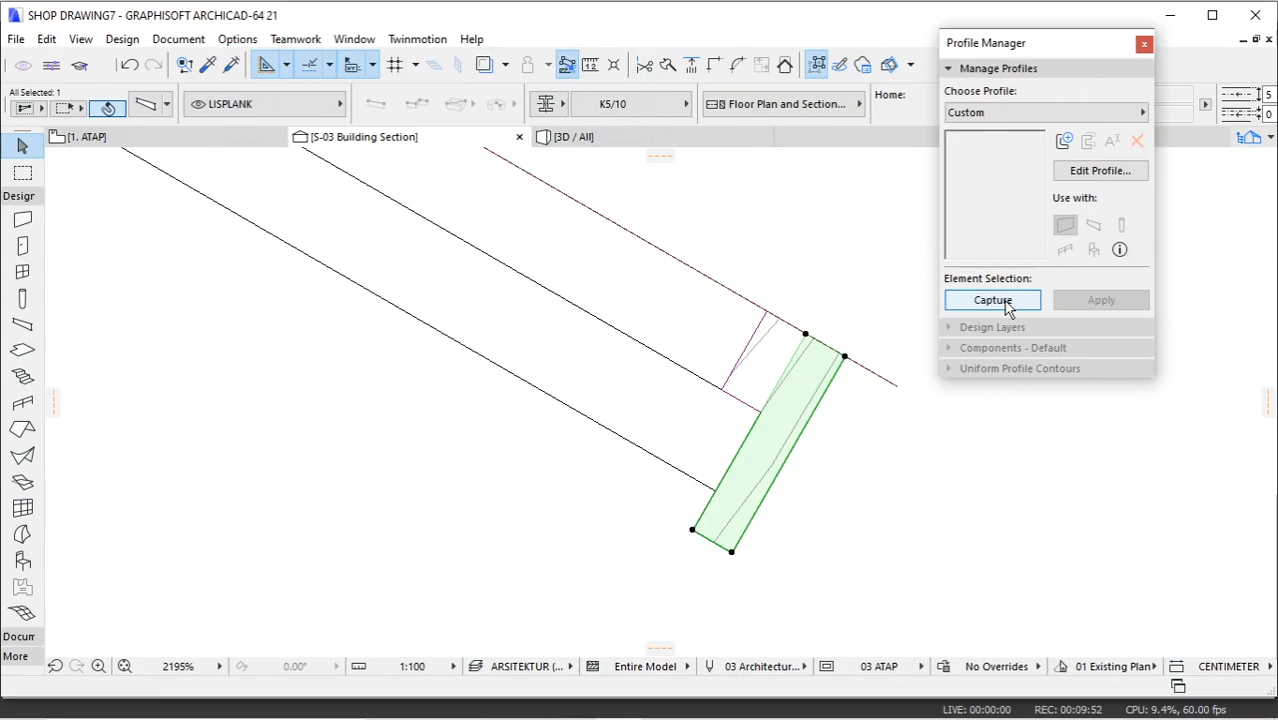 SHOP DRAWING7 - GRAPHISOFT ARCHICAD-64 21
File Edit View Design Document Options Teamwork Window Twinmotion Help
All Selected: 1
LISPLANK
K5/10
Floor Plan and Section...
Home:
5
0
[1. ATAP]
[S-03 Building Section]
[3D / All]
Design
Docum
More
Profile Manager
Manage Profiles
Choose Profile:
Custom
Edit Profile...
Use with:
Element Selection:
Capture
Apply
Design Layers
Components - Default
Uniform Profile Contours
2195%
0.00°
1:100
ARSITEKTUR (...
Entire Model
03 Architectur...
03 ATAP
No Overrides
01 Existing Plan
CENTIMETER
LIVE: 00:00:00
REC: 00:09:52
CPU: 9.4%, 60.00 fps